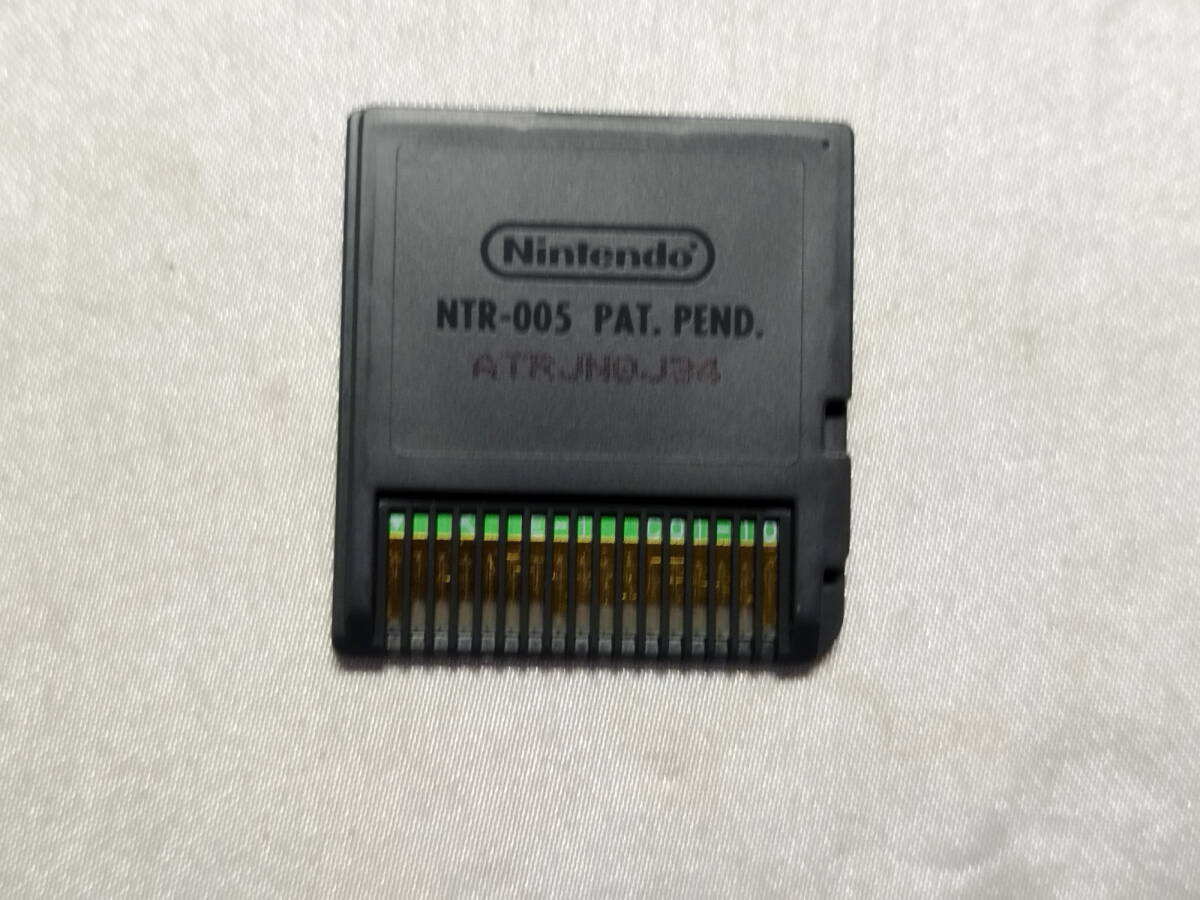 Nintendo®
NTR-005 PAT. PEND.
ATRJN0J34